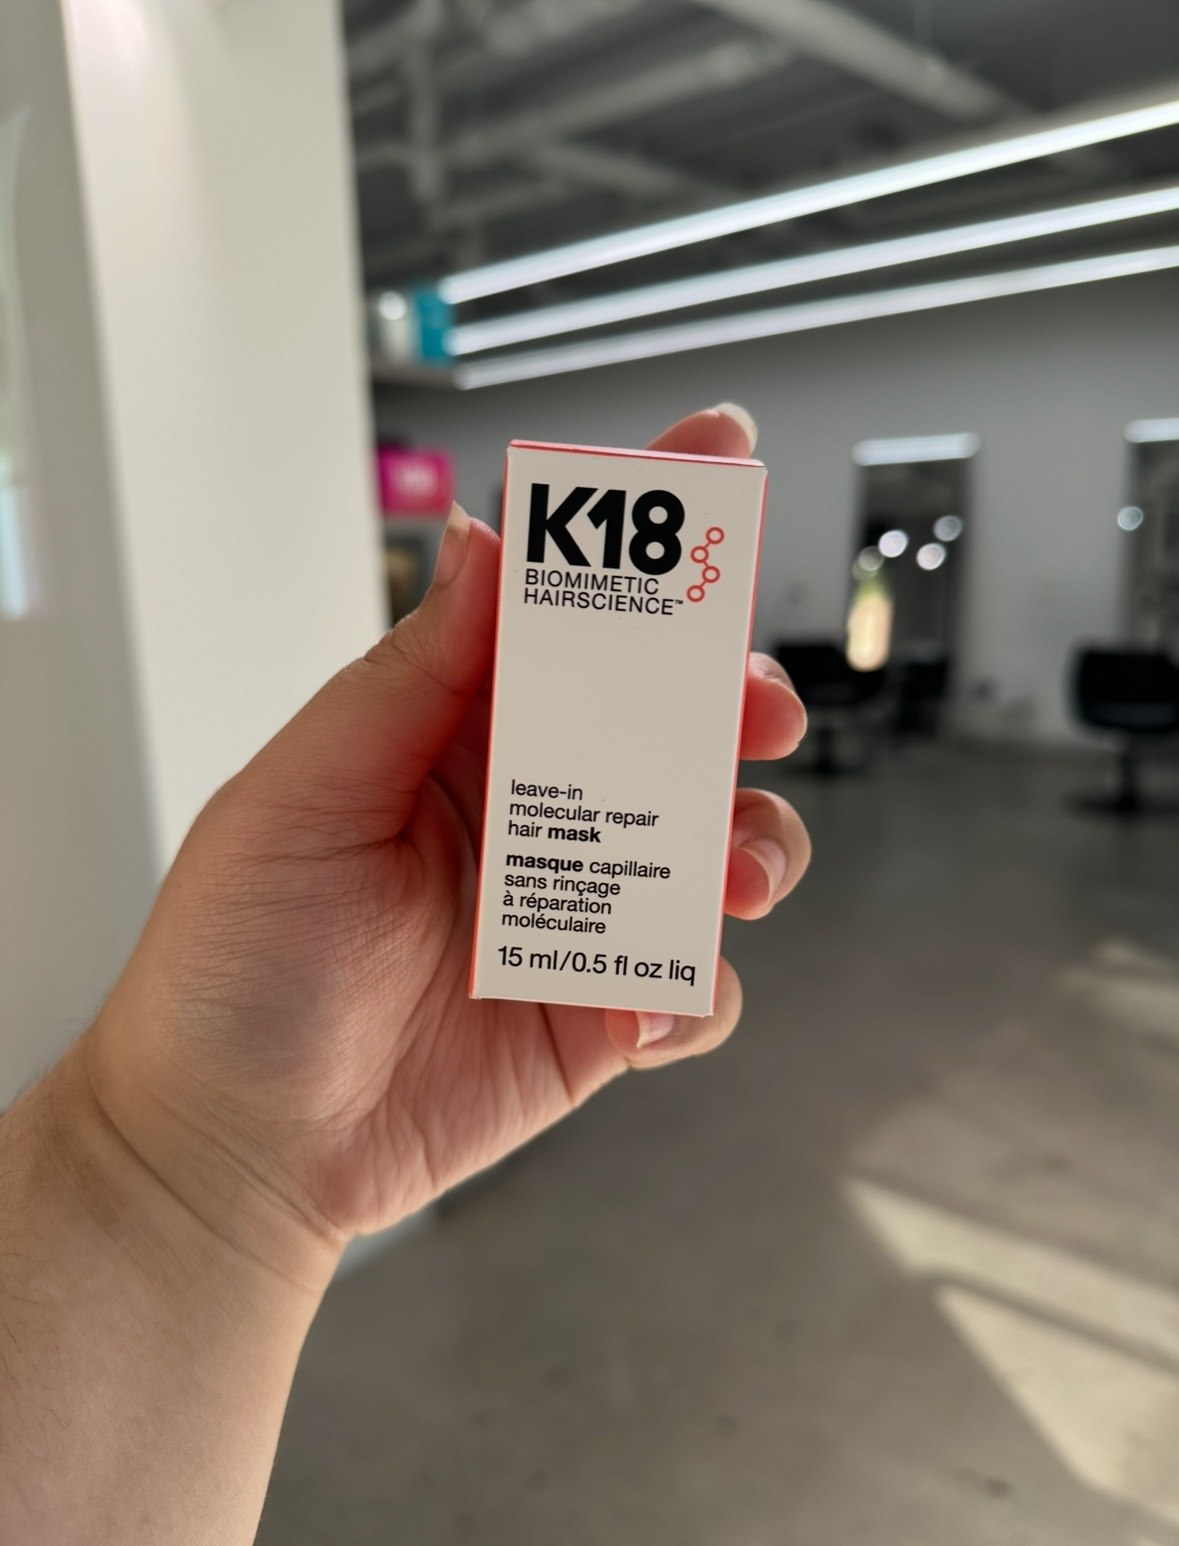 K18
BIOMIMETIC
HAIRSCIENCE™
leave-in
molecular repair
hair mask
masque capillaire
sans rinçage
à réparation
moléculaire
15 ml/0.5 fl oz liq